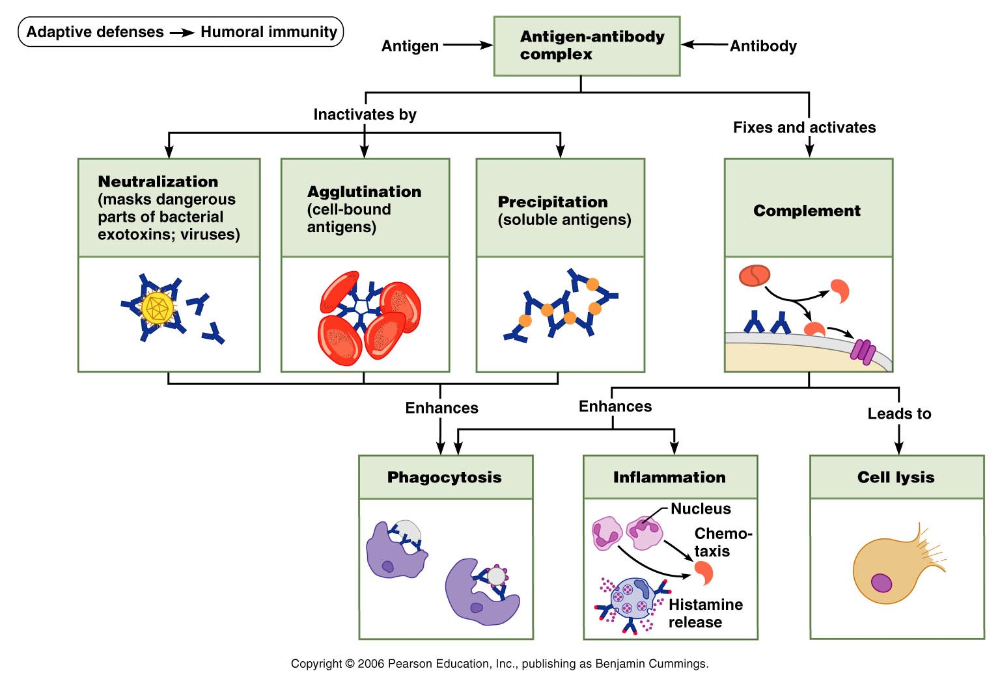 Adaptive defenses → Humoral immunity
Antigen
Antigen-antibody
complex
Antibody
Inactivates by
Fixes and activates
Neutralization
(masks dangerous
parts of bacterial
exotoxins; viruses)
Agglutination
(cell-bound
antigens)
Precipitation
(soluble antigens)
Complement
Enhances
Enhances
Leads to
Phagocytosis
Inflammation
Cell lysis
Nucleus
Chemo-
taxis
Histamine
release
Copyright © 2006 Pearson Education, Inc., publishing as Benjamin Cummings.